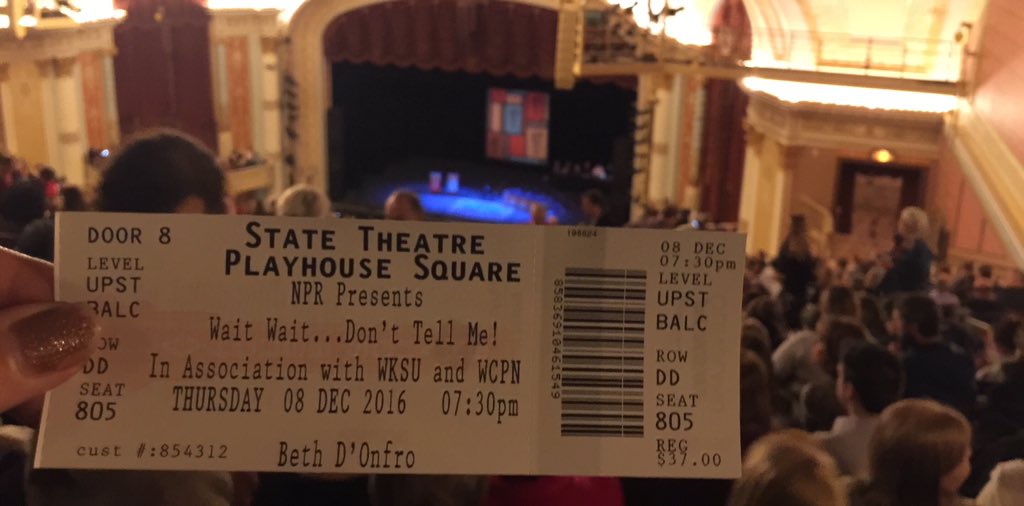 DOOR 8
LEVEL
UPST
BALC
ROW
DD
SEAT
805
cust #:854312
STATE THEATRE
PLAYHOUSE SQUARE
NPR Presents
Wait Wait...Don't Tell Me!
In Association with WKSU and WCPN
THURSDAY 08 DEC 2016 07:30pm
Beth D'Onfro
198824
8583691046154９
08 DEC
07:30pm
LEVEL
UPST
BALC
ROW
DD
SEAT
805
REG
$37.00